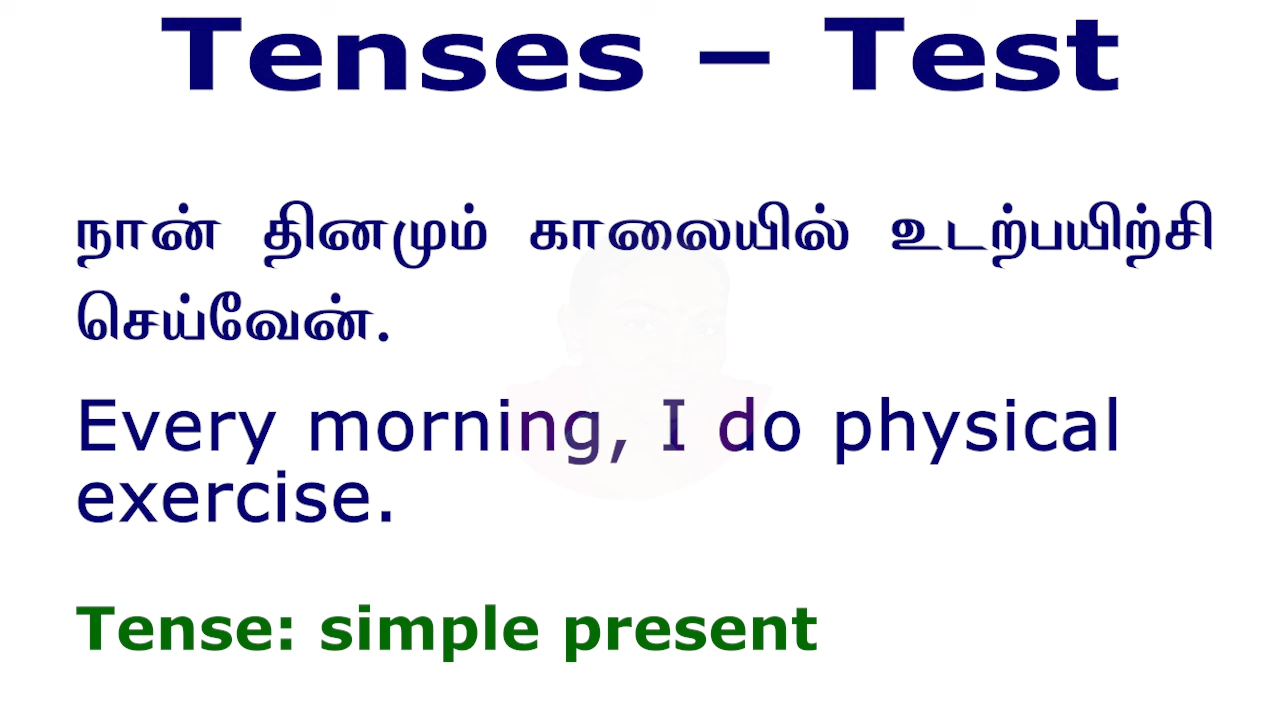 Tenses – Test
நான் தினமும் காலையில் உடற்பயிற்சி
செய்வேன்.
Every morning, I do physical
exercise.
Tense: simple present